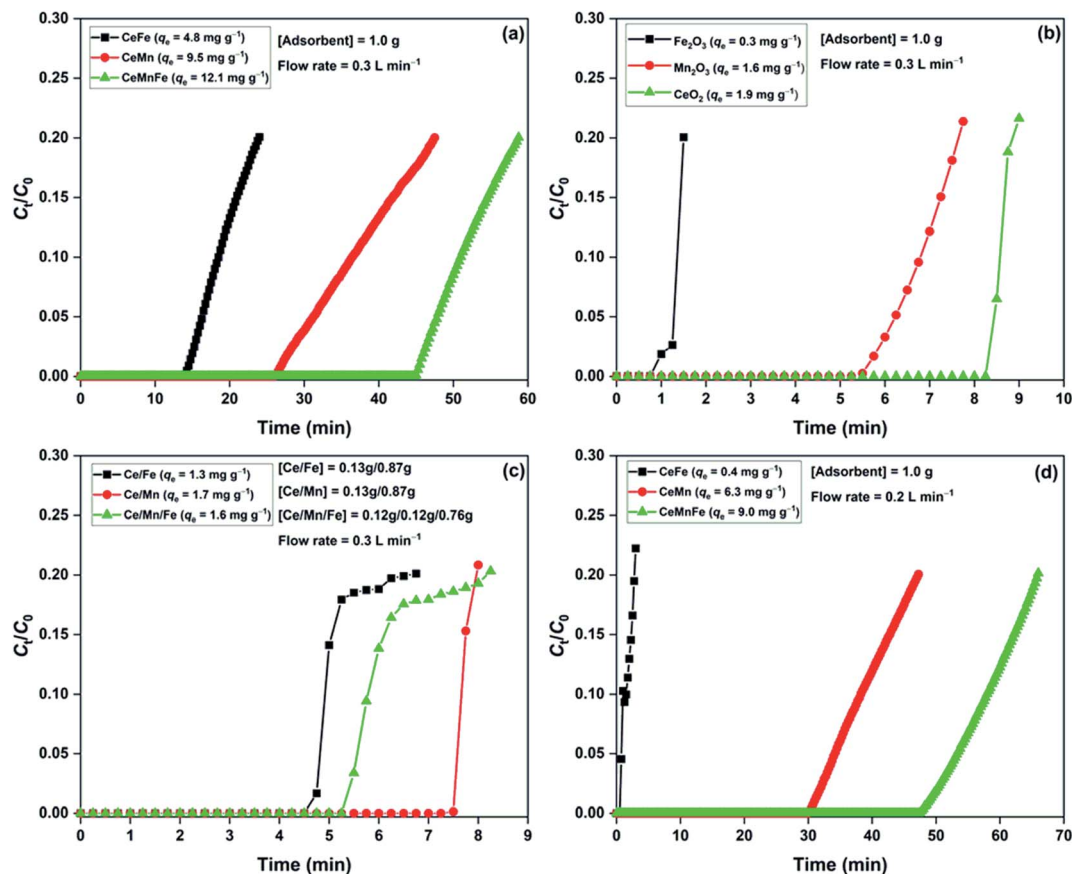 (a)
CeFe (qₑ = 4.8 mg g⁻¹)
CeMn (qₑ = 9.5 mg g⁻¹)
CeMnFe (qₑ = 12.1 mg g⁻¹)
[Adsorbent] = 1.0 g
Flow rate = 0.3 L min⁻¹
0.30
0.25
0.20
0.15
0.10
0.05
0.00
Cₜ/C₀
0 10 20 30 40 50 60
Time (min)
(b)
Fe₂O₃ (qₑ = 0.3 mg g⁻¹)
Mn₂O₃ (qₑ = 1.6 mg g⁻¹)
CeO₂ (qₑ = 1.9 mg g⁻¹)
[Adsorbent] = 1.0 g
Flow rate = 0.3 L min⁻¹
0.30
0.25
0.20
0.15
0.10
0.05
0.00
Cₜ/C₀
0 1 2 3 4 5 6 7 8 9 10
Time (min)
(c)
Ce/Fe (qₑ = 1.3 mg g⁻¹)
Ce/Mn (qₑ = 1.7 mg g⁻¹)
Ce/Mn/Fe (qₑ = 1.6 mg g⁻¹)
[Ce/Fe] = 0.13g/0.87g
[Ce/Mn] = 0.13g/0.87g
[Ce/Mn/Fe] = 0.12g/0.12g/0.76g
Flow rate = 0.3 L min⁻¹
0.30
0.25
0.20
0.15
0.10
0.05
0.00
Cₜ/C₀
0 1 2 3 4 5 6 7 8 9
Time (min)
(d)
CeFe (qₑ = 0.4 mg g⁻¹)
CeMn (qₑ = 6.3 mg g⁻¹)
CeMnFe (qₑ = 9.0 mg g⁻¹)
[Adsorbent] = 1.0 g
Flow rate = 0.2 L min⁻¹
0.30
0.25
0.20
0.15
0.10
0.05
0.00
Cₜ/C₀
0 10 20 30 40 50 60 70
Time (min)